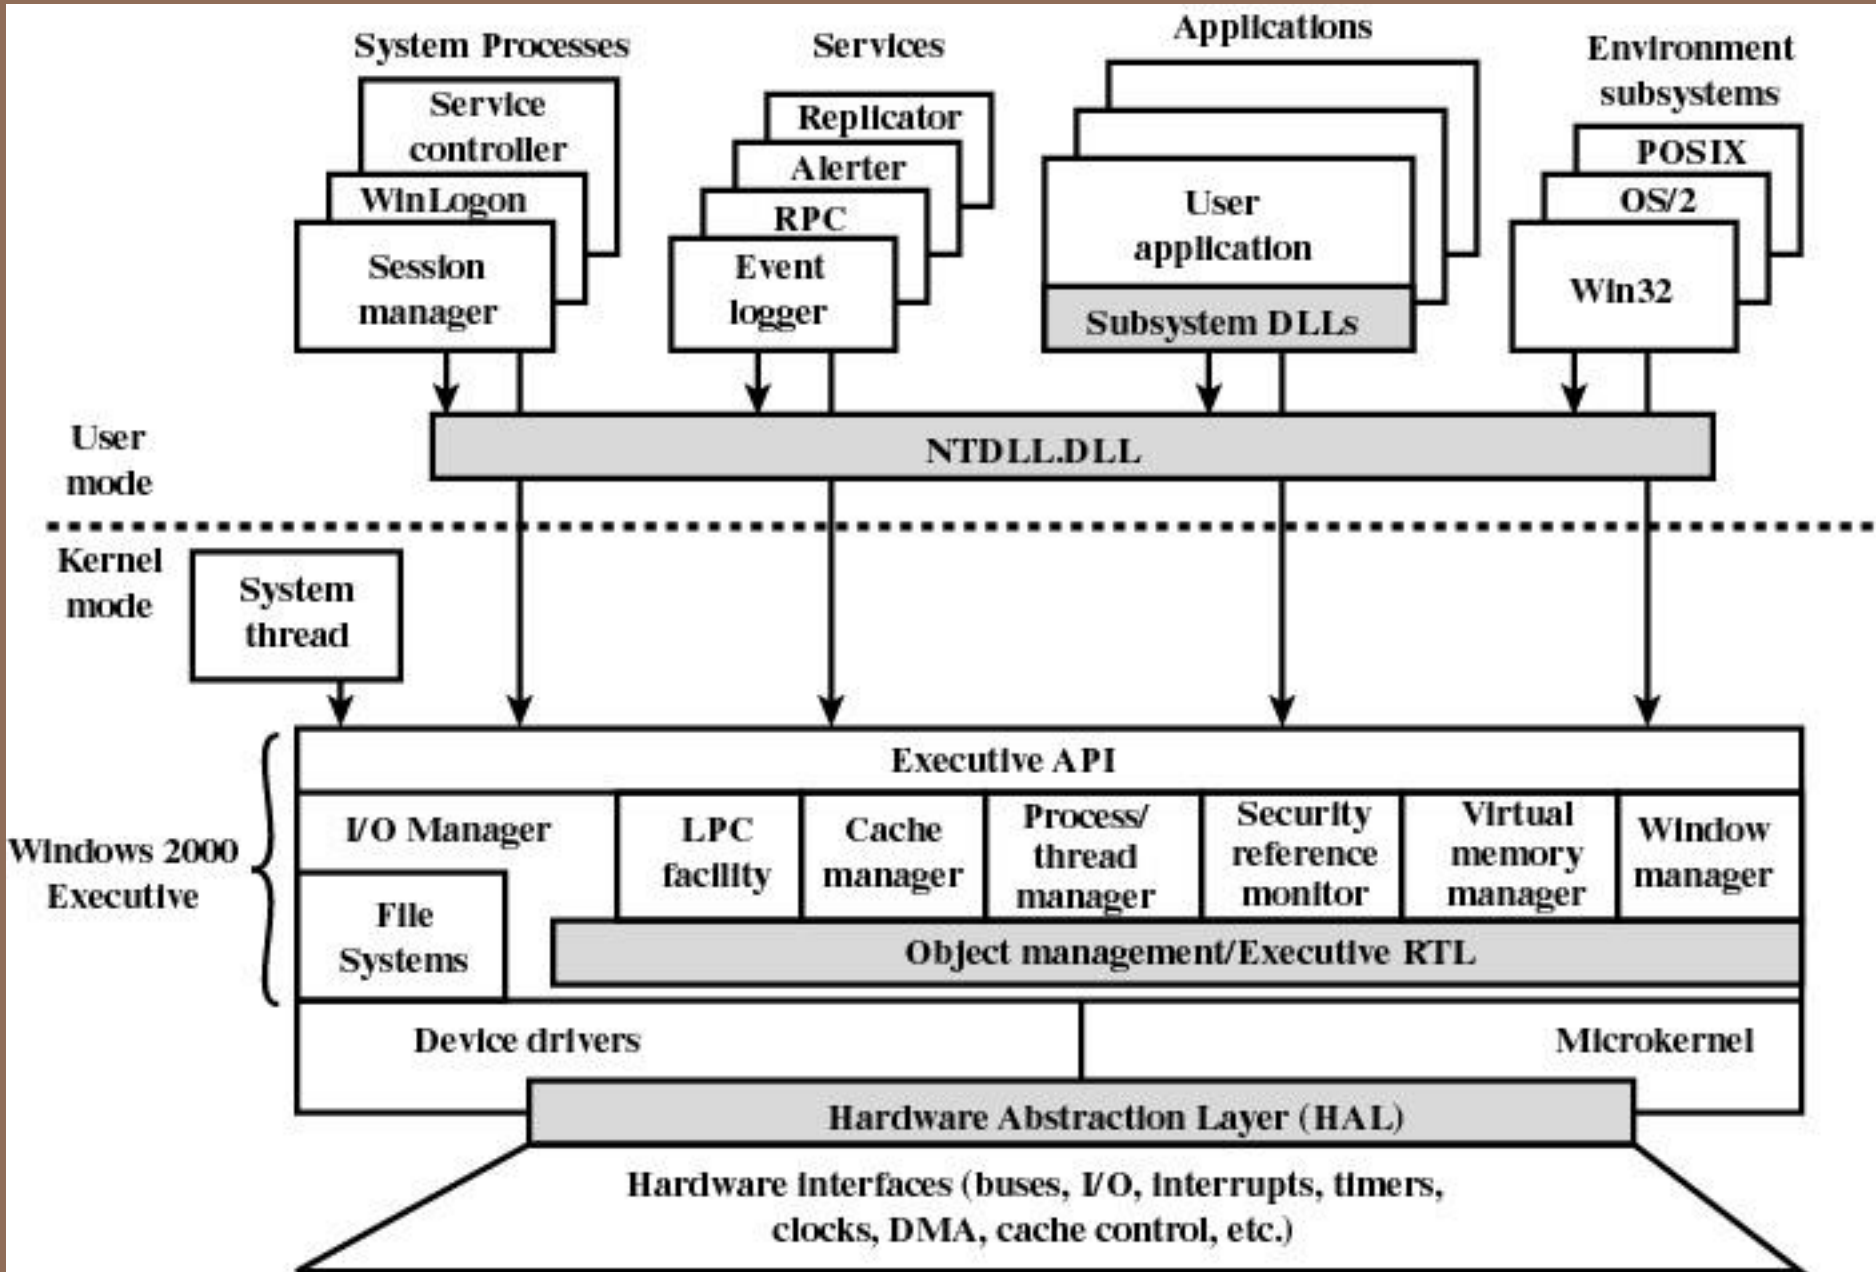 System Processes
Service
controller
WinLogon
Session
manager
Services
Replicator
Alerter
RPC
Event
logger
Applications
User
application
Subsystem DLLs
Environment
subsystems
POSIX
OS/2
Win32
NTDLL.DLL
User
mode
Kernel
mode
System
thread
Windows 2000
Executive
Executive API
I/O Manager
File
Systems
LPC
facility
Cache
manager
Process/
thread
manager
Security
reference
monitor
Virtual
memory
manager
Window
manager
Object management/Executive RTL
Device drivers
Microkernel
Hardware Abstraction Layer (HAL)
Hardware interfaces (buses, I/O, interrupts, timers,
clocks, DMA, cache control, etc.)